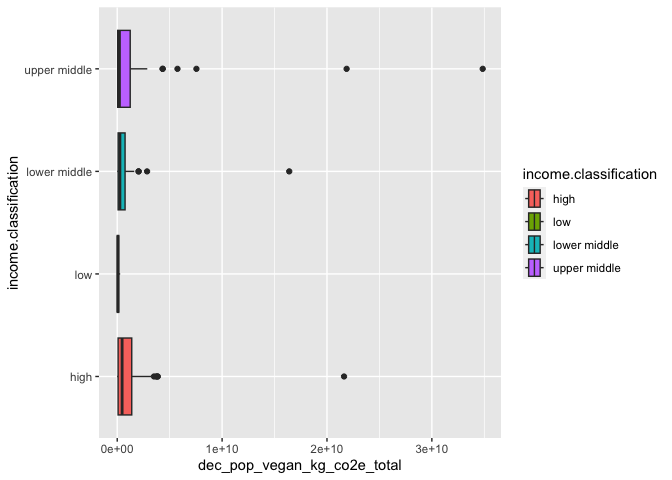 income.classification
upper middle
lower middle
low
high
0e+00
1e+10
2e+10
3e+10
dec_pop_vegan_kg_co2e_total
income.classification
high
low
lower middle
upper middle